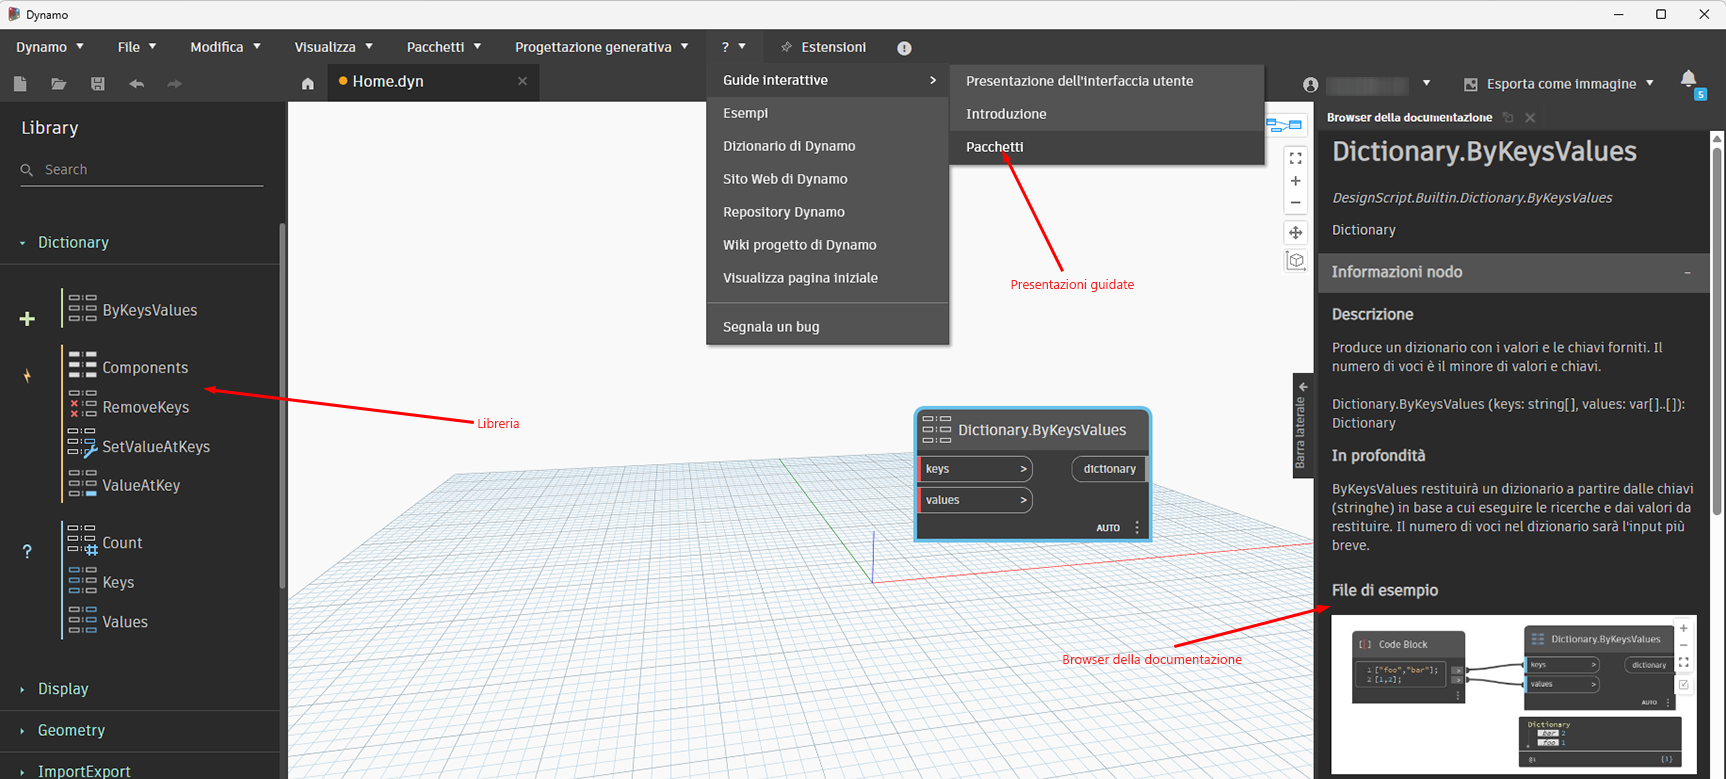 Dynamo
Dynamo
File
Modifica
Visualizza
Pacchetti
Progettazione generativa
?
Estensioni
Home.dyn
Esporta come immagine
5
Library
Search
Dictionary
ByKeysValues
Components
RemoveKeys
SetValueAtKeys
ValueAtKey
?
Count
Keys
Values
Display
Geometry
ImportExport
Guide interattive
Esempi
Dizionario di Dynamo
Sito Web di Dynamo
Repository Dynamo
Wiki progetto di Dynamo
Visualizza pagina iniziale
Segnala un bug
Presentazione dell'interfaccia utente
Introduzione
Pacchetti
Presentazioni guidate
Libreria
Dictionary.ByKeysValues
keys >
dictionary
values >
AUTO
Browser della documentazione
Barra laterale
Browser della documentazione
Dictionary.ByKeysValues
DesignScript.Builtin.Dictionary.ByKeysValues
Dictionary
Informazioni nodo
Descrizione
Produce un dizionario con i valori e le chiavi forniti. Il
numero di voci è il minore di valori e chiavi.
Dictionary.ByKeysValues (keys: string[], values: var[]..[]):
Dictionary
In profondità
ByKeysValues restituirà un dizionario a partire dalle chiavi
(stringhe) in base a cui eseguire le ricerche e dai valori da
restituire. Il numero di voci nel dizionario sarà l'input più
breve.
File di esempio
Code Block
1 ["foo","bar"];
2 [1,2];
Dictionary.ByKeysValues
keys >
dictionary
values >
AUTO
Dictionary
bar 2
foo 1
{1}